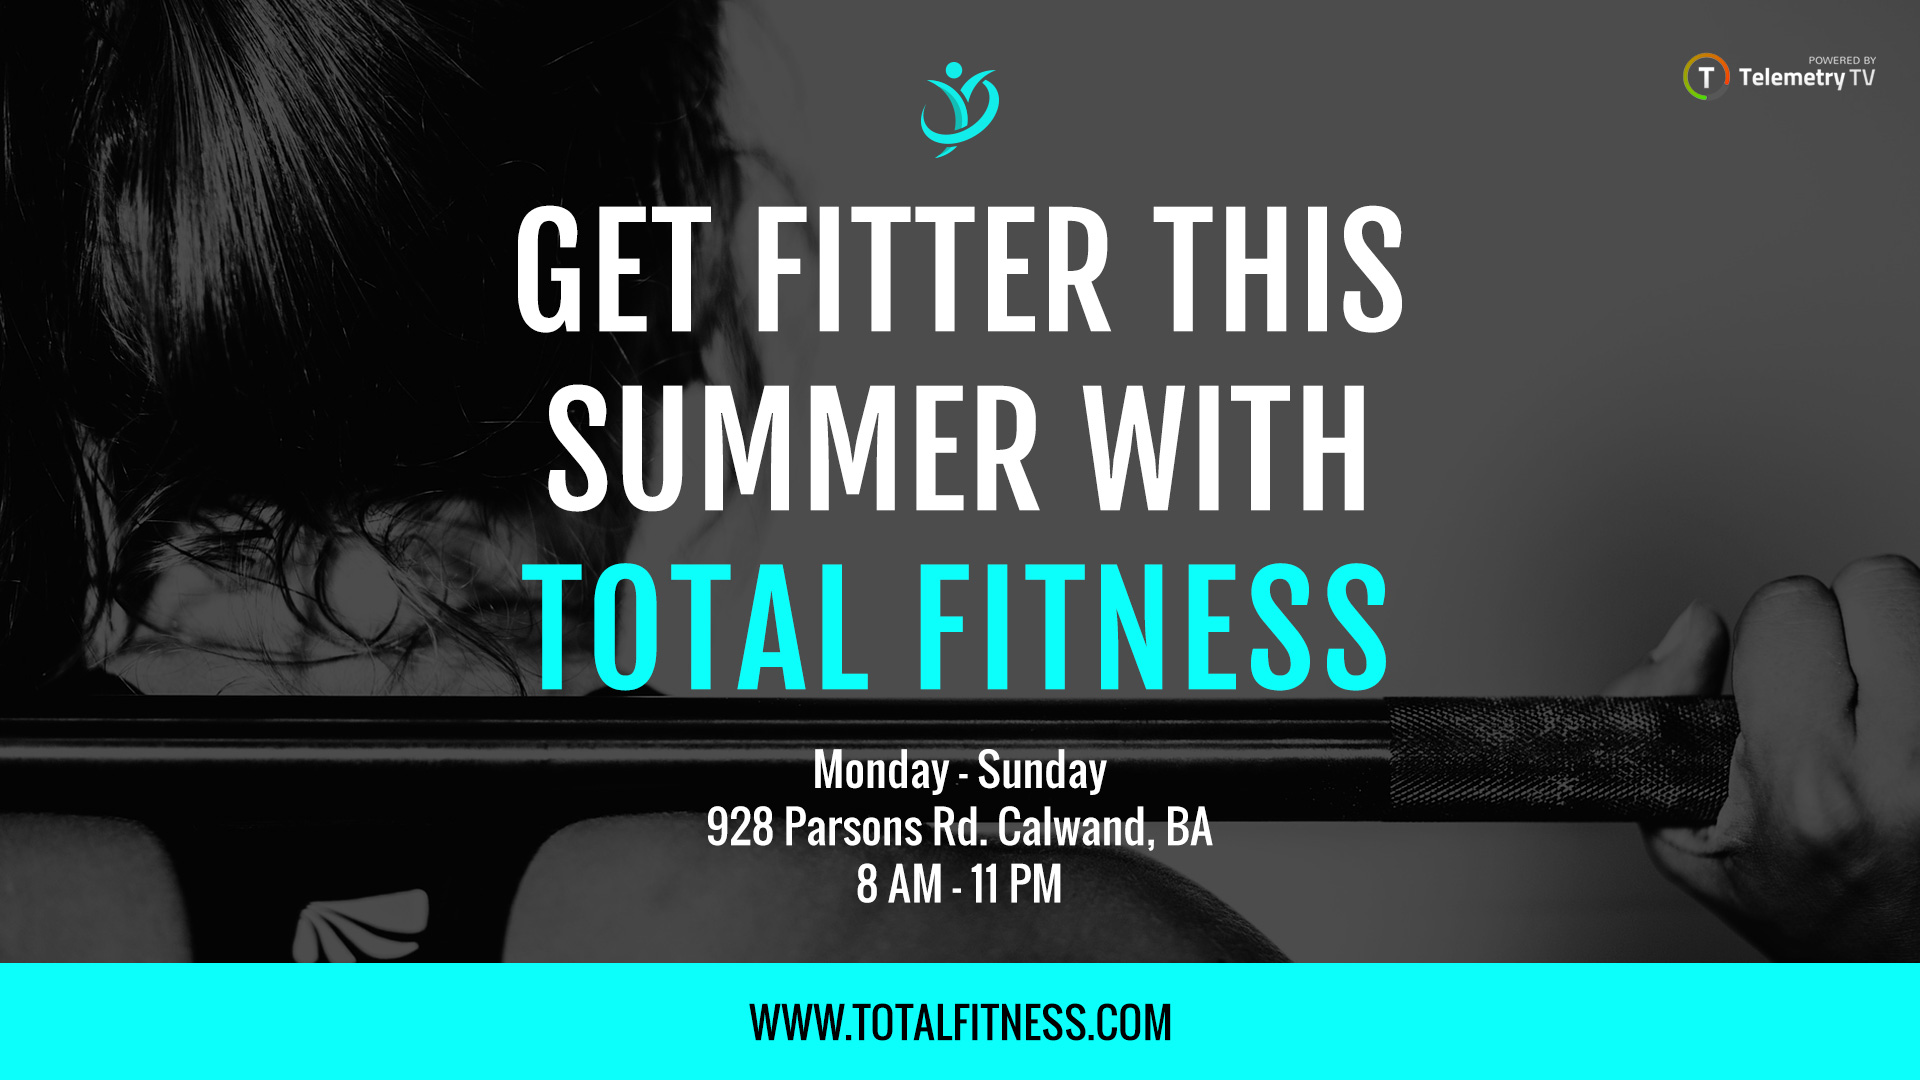 POWERED BY
T Telemetry TV
GET FITTER THIS
SUMMER WITH
TOTAL FITNESS
Monday - Sunday
928 Parsons Rd. Calwand, BA
8 AM - 11 PM
WWW.TOTALFITNESS.COM